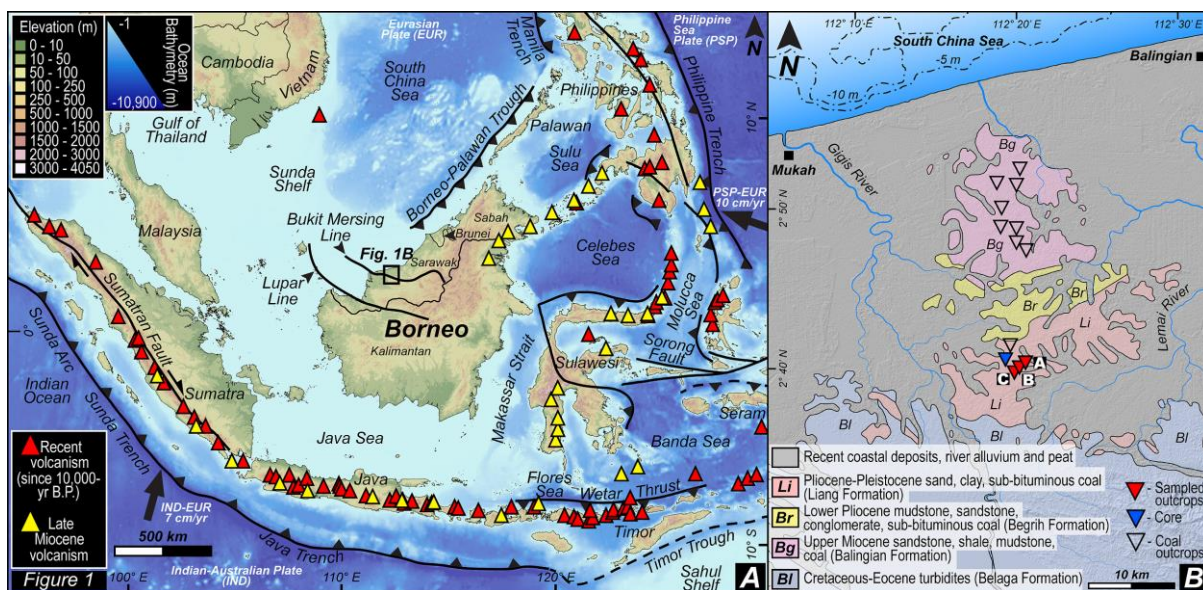 Elevation (m)
0 - 10
10 - 50
50 - 100
100 - 250
250 - 500
500 - 1000
1000 - 1500
1500 - 2000
2000 - 3000
3000 - 4050
-1
Ocean
Bathymetry (m)
-10,900
Eurasian
Plate (EUR)
Manila
Trench
Philippine
Sea
Plate (PSP)
N
Cambodia
Vietnam
South
China
Sea
Gulf of
Thailand
Philippines
Philippine Trench
10° N
Palawan
Borneo-Palawan Trough
Sulu
Sea
Sunda
Shelf
PSP-EUR
10 cm/yr
Malaysia
Bukit Mersing
Line
Sabah
Brunei
Fig. 1B
Sarawak
Celebes
Sea
Lupar
Line
Molucca
Sea
Borneo
Kalimantan
Sumatran Fault
Sunda Arc
0°
Makassar Strait
Sorong
Fault
Sulawesi
Indian
Ocean
Sumatra
Seram
Sunda Trench
Java Sea
Banda Sea
Recent
volcanism
(since 10,000-
yr B.P.)
Late
Miocene
volcanism
Java
Flores
Sea
Wetar Thrust
IND-EUR
7 cm/yr
Timor
500 km
Java Trench
Timor Trough
10° S
Figure 1
100° E
Indian-Australian Plate
(IND)
110° E
120° E
Sahul
Shelf
A
112° 10' E
112° 20' E
112° 30' E
South China Sea
-5 m
-10 m
Balingian
N
Mukah
Gigis River
Bg
2° 50' N
Bg
Br
Br
Li
Lemai River
2° 40' N
A
B
C
Li
Bl
Bl
Bl
Recent coastal deposits, river alluvium and peat
Li
Pliocene-Pleistocene sand, clay, sub-bituminous coal
(Liang Formation)
Br
Lower Pliocene mudstone, sandstone,
conglomerate, sub-bituminous coal (Begrih Formation)
Bg
Upper Miocene sandstone, shale, mudstone,
coal (Balingian Formation)
Bl
Cretaceous-Eocene turbidites (Belaga Formation)
- Sampled
outcrops
- Core
- Coal
outcrops
10 km
B